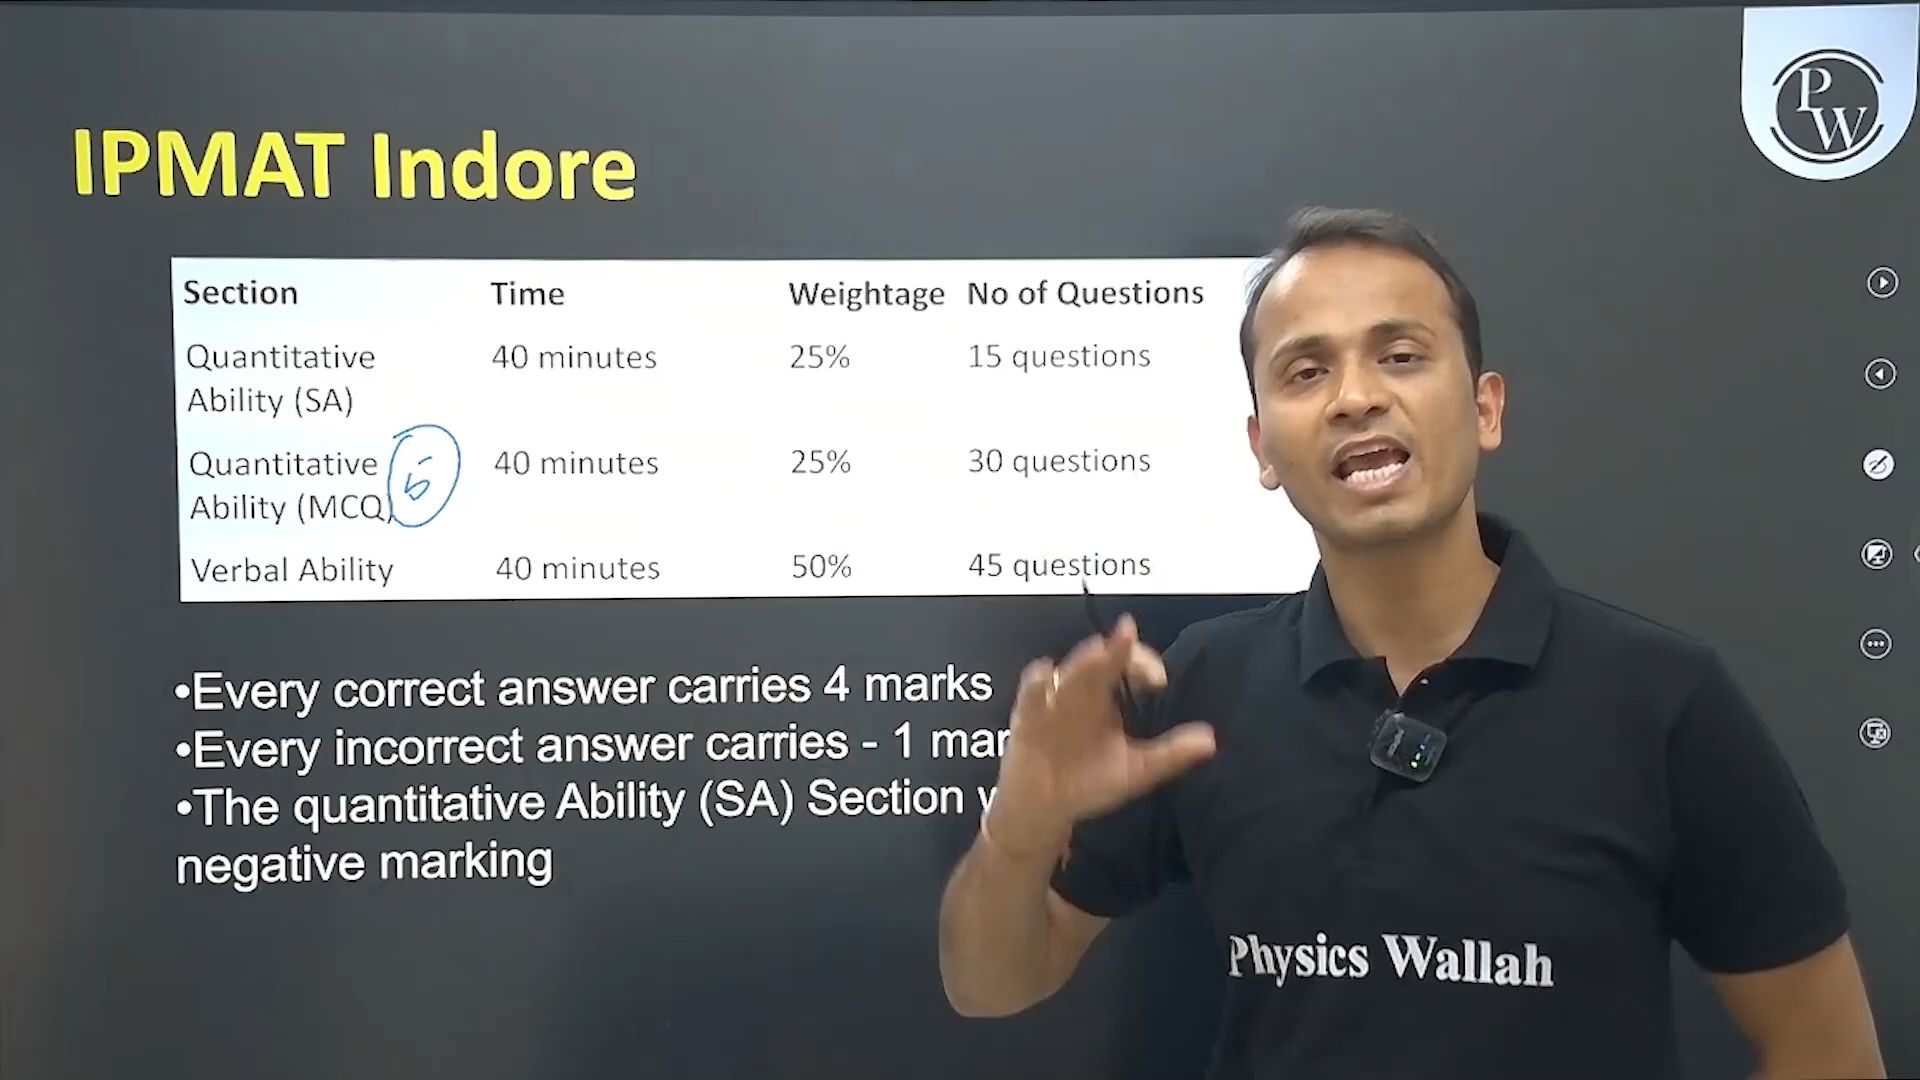 P
W
IPMAT Indore
Section Time Weightage No of Questions
Quantitative 40 minutes 25% 15 questions
Ability (SA)
Quantitative 40 minutes 25% 30 questions
Ability (MCQ)
5
Verbal Ability 40 minutes 50% 45 questions
•Every correct answer carries 4 marks
•Every incorrect answer carries - 1 mar
•The quantitative Ability (SA) Section
negative marking
Physics Wallah